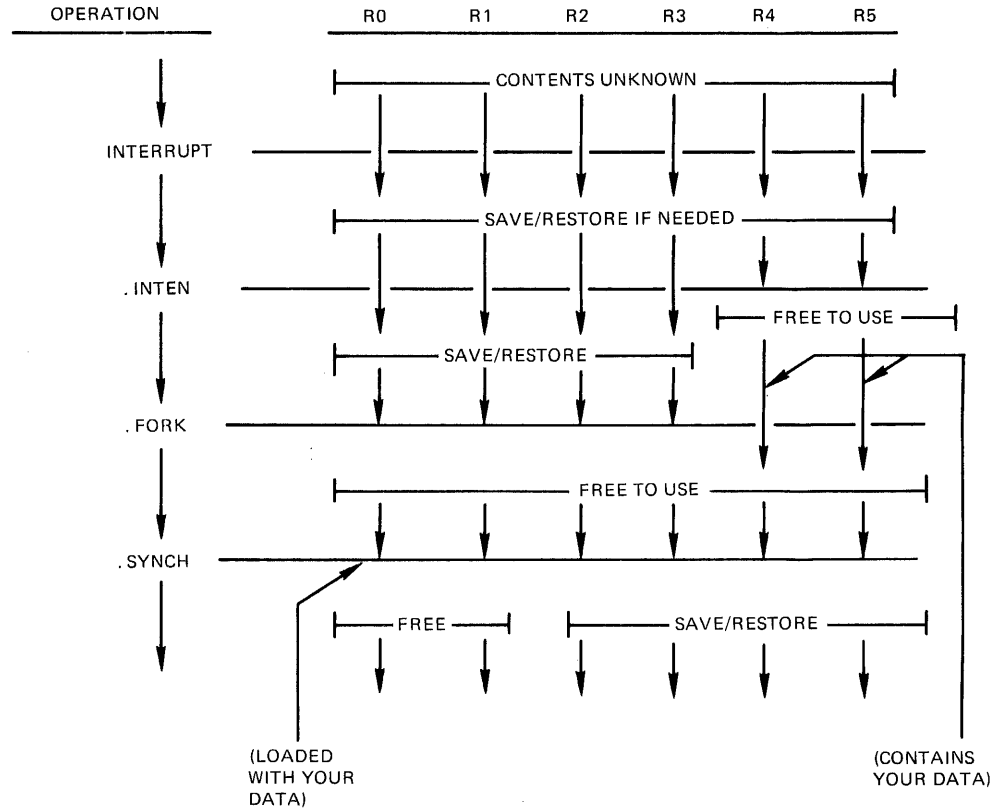 OPERATION R0 R1 R2 R3 R4 R5
CONTENTS UNKNOWN
INTERRUPT
SAVE/RESTORE IF NEEDED
.INTEN
FREE TO USE
SAVE/RESTORE
.FORK
FREE TO USE
.SYNCH
FREE SAVE/RESTORE
(LOADED
WITH YOUR
DATA)
(CONTAINS
YOUR DATA)